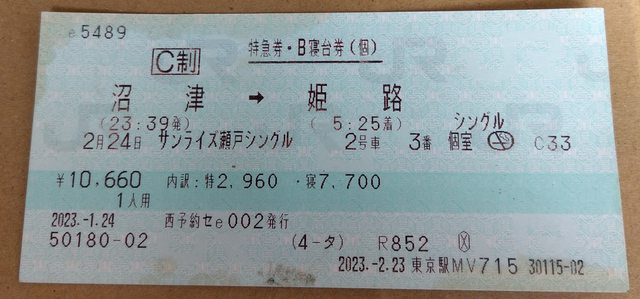 e5489
C制 特急券・B寝台券(個)
沼津 → 姫路
(23:39発) (5:25着) シングル
2月24日 サンライズ瀬戸シングル 2号車 3番 個室 C33
¥10,660 内訳:特2,960 ・寝7,700
1人用
2023.-1.24 西予約セe002発行
50180-02 (4-タ) R852
2023.-2.23 東京駅MV715 30115-02